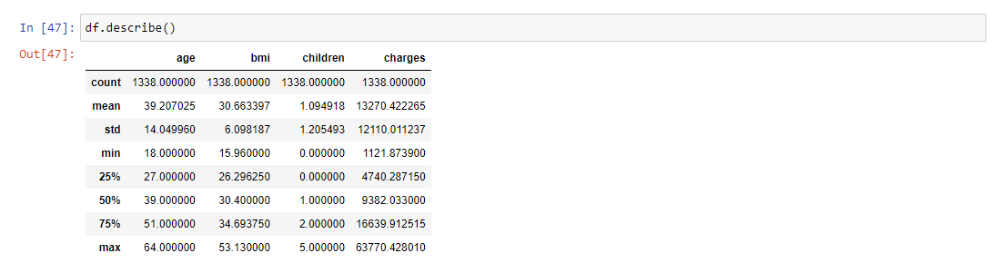 In [47]: df.describe()
Out[47]:
age bmi children charges
count 1338.000000 1338.000000 1338.000000 1338.000000
mean 39.207025 30.663397 1.094918 13270.422265
std 14.049960 6.098187 1.205493 12110.011237
min 18.000000 15.960000 0.000000 1121.873900
25% 27.000000 26.296250 0.000000 4740.287150
50% 39.000000 30.400000 1.000000 9382.033000
75% 51.000000 34.693750 2.000000 16639.912515
max 64.000000 53.130000 5.000000 63770.428010